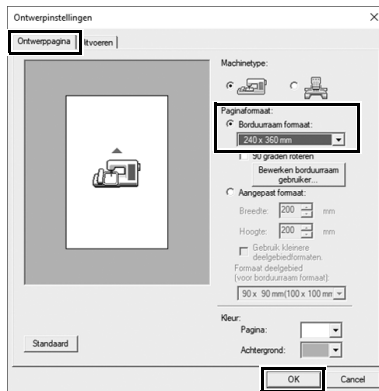 Ontwerpinstellingen
Ontwerppagina
itvoeren
Machinetype:
Paginaformaat:
Borduurraam formaat:
240 x 360 mm
90 graden roteren
Bewerken borduurraam
gebruiker...
Aangepast formaat:
Breedte: 200 mm
Hoogte: 200 mm
Gebruik kleinere
deelgebiedformaten
Formaat deelgebied
(voor borduurraam formaat):
90 x 90 mm(100 x 100 mm
Kleur:
Pagina:
Achtergrond:
Standaard
OK
Cancel